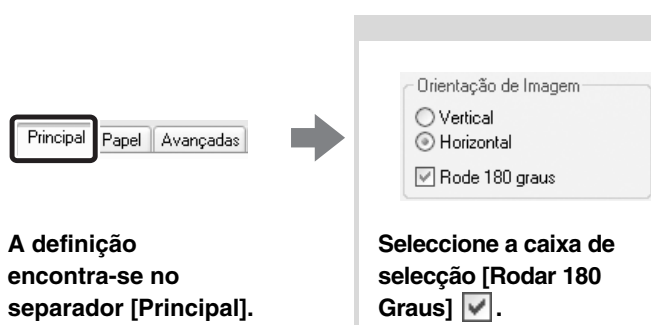 Principal Papel Avançadas
A definição
encontra-se no
separador [Principal].
Orientação de Imagem
Vertical
Horizontal
Rode 180 graus
Seleccione a caixa de
selecção [Rodar 180
Graus] .